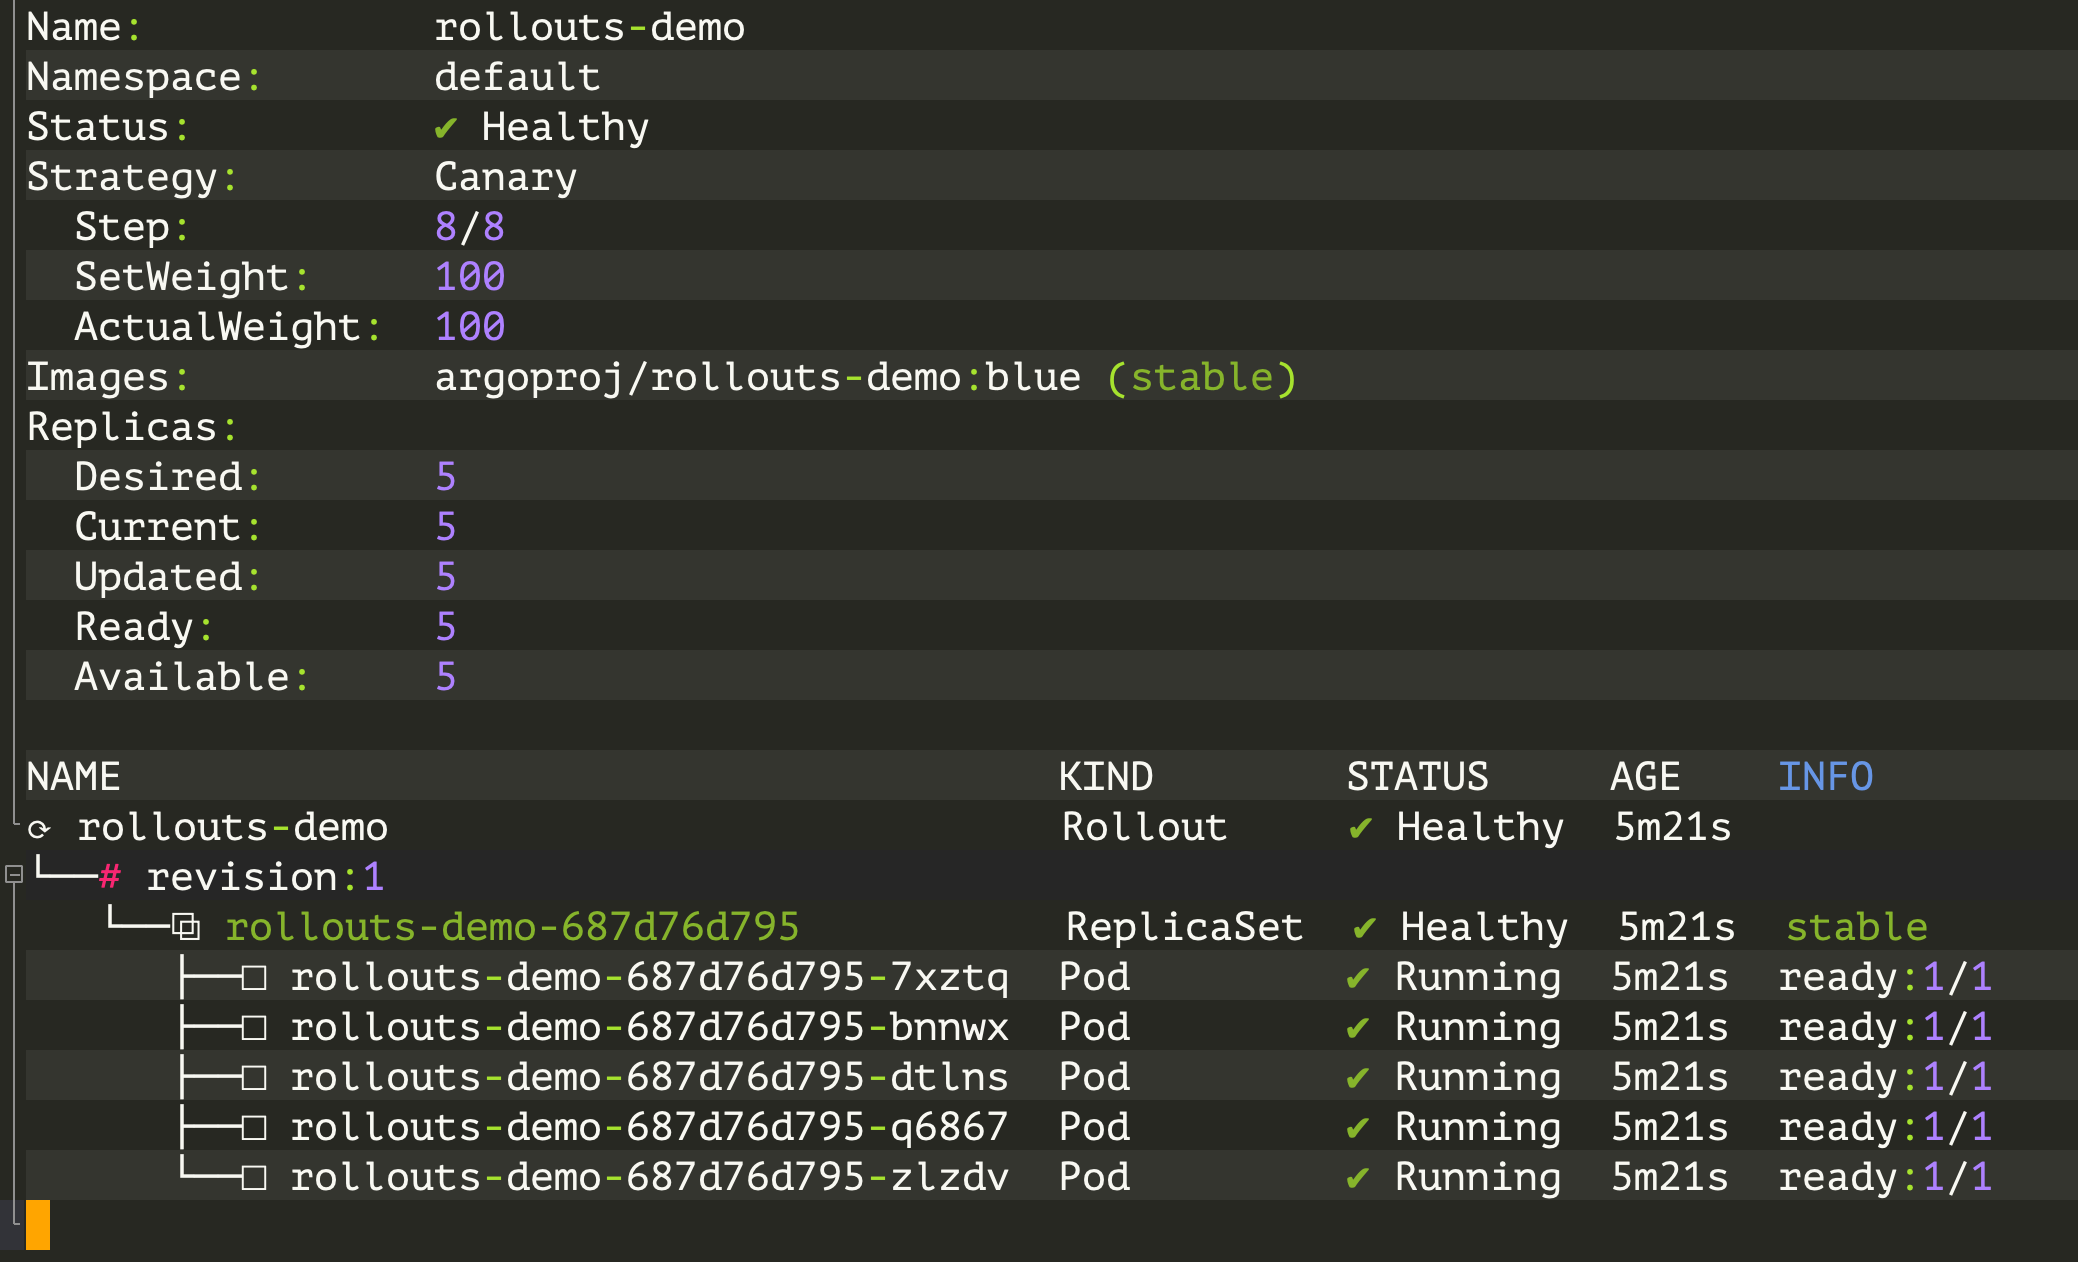 Name:            rollouts-demo
Namespace:       default
Status:          ✔ Healthy
Strategy:        Canary
  Step:          8/8
  SetWeight:     100
  ActualWeight:  100
Images:          argoproj/rollouts-demo:blue (stable)
Replicas:
  Desired:       5
  Current:       5
  Updated:       5
  Ready:         5
  Available:     5

NAME                                       KIND        STATUS     AGE    INFO
⟳ rollouts-demo                            Rollout     ✔ Healthy  5m21s
└──# revision:1
   └──⧉ rollouts-demo-687d76d795           ReplicaSet  ✔ Healthy  5m21s  stable
      ├──□ rollouts-demo-687d76d795-7xztq  Pod         ✔ Running  5m21s  ready:1/1
      ├──□ rollouts-demo-687d76d795-bnnwx  Pod         ✔ Running  5m21s  ready:1/1
      ├──□ rollouts-demo-687d76d795-dtlns  Pod         ✔ Running  5m21s  ready:1/1
      ├──□ rollouts-demo-687d76d795-q6867  Pod         ✔ Running  5m21s  ready:1/1
      └──□ rollouts-demo-687d76d795-zlzdv  Pod         ✔ Running  5m21s  ready:1/1